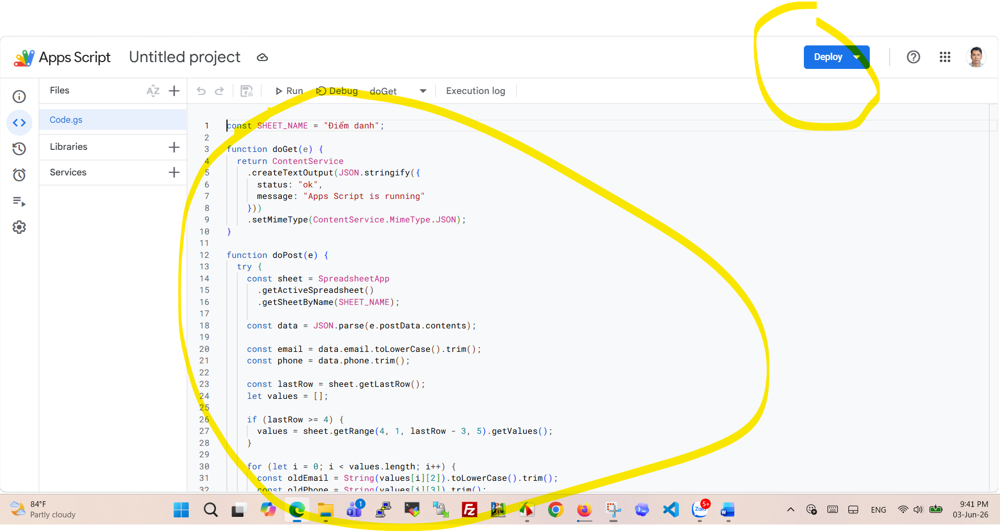 Apps Script
Untitled project
Deploy
Files
AZ
Run
Debug
doGet
Execution log
Code.gs
Libraries
Services
1 const SHEET_NAME = "Điểm danh";
2
3 function doGet(e) {
4 return ContentService
5 .createTextOutput(JSON.stringify({
6 status: "ok",
7 message: "Apps Script is running"
8 }))
9 .setMimeType(ContentService.MimeType.JSON);
10 }
11
12 function doPost(e) {
13 try {
14 const sheet = SpreadsheetApp
15 .getActiveSpreadsheet()
16 .getSheetByName(SHEET_NAME);
17
18 const data = JSON.parse(e.postData.contents);
19
20 const email = data.email.toLowerCase().trim();
21 const phone = data.phone.trim();
22
23 const lastRow = sheet.getLastRow();
24 let values = [];
25
26 if (lastRow >= 4) {
27 values = sheet.getRange(4, 1, lastRow - 3, 5).getValues();
28 }
29
30 for (let i = 0; i < values.length; i++) {
31 const oldEmail = String(values[i][2]).toLowerCase().trim();
32 const oldPhone = String(values[i][3]).trim();
84°F
Partly cloudy
1
5+
Zalo
ENG
9:41 PM
03-Jun-26